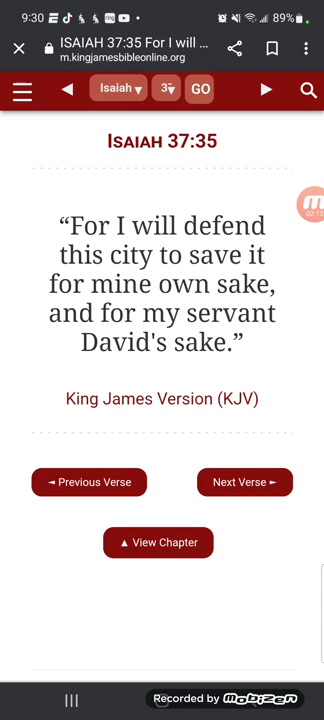 9:30 89%
ISAIAH 37:35 For I will ...
m.kingjamesbibleonline.org
Isaiah GO
ISAIAH 37:35
02:13
“For I will defend
this city to save it
for mine own sake,
and for my servant
David's sake.”
King James Version (KJV)
◄ Previous Verse Next Verse ►
▲ View Chapter
Recorded by mobizen